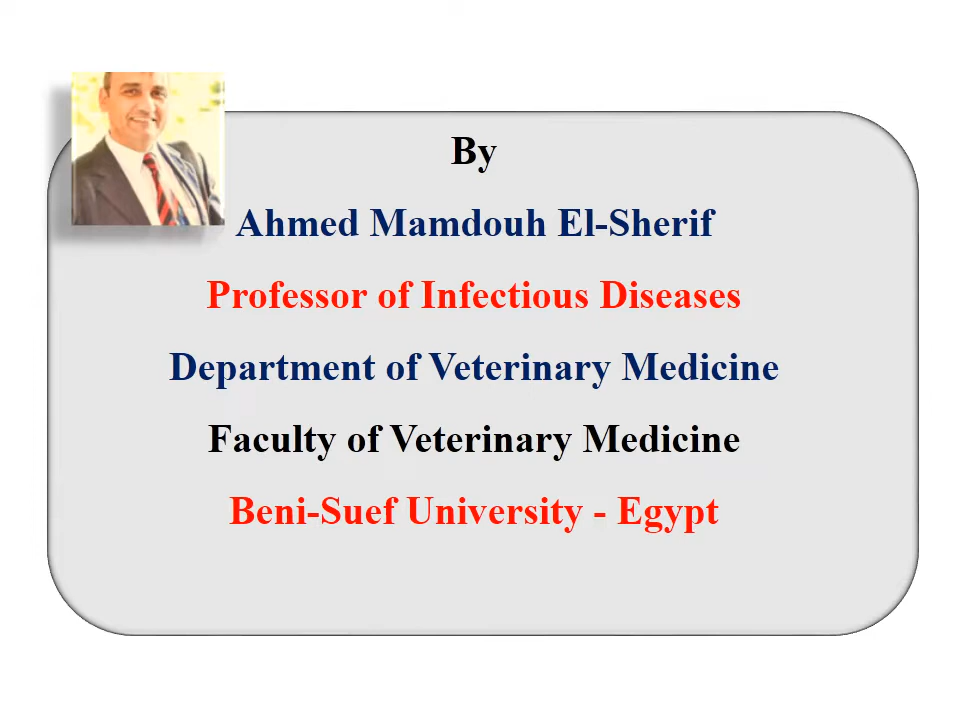 By
Ahmed Mamdouh El-Sherif
Professor of Infectious Diseases
Department of Veterinary Medicine
Faculty of Veterinary Medicine
Beni-Suef University - Egypt